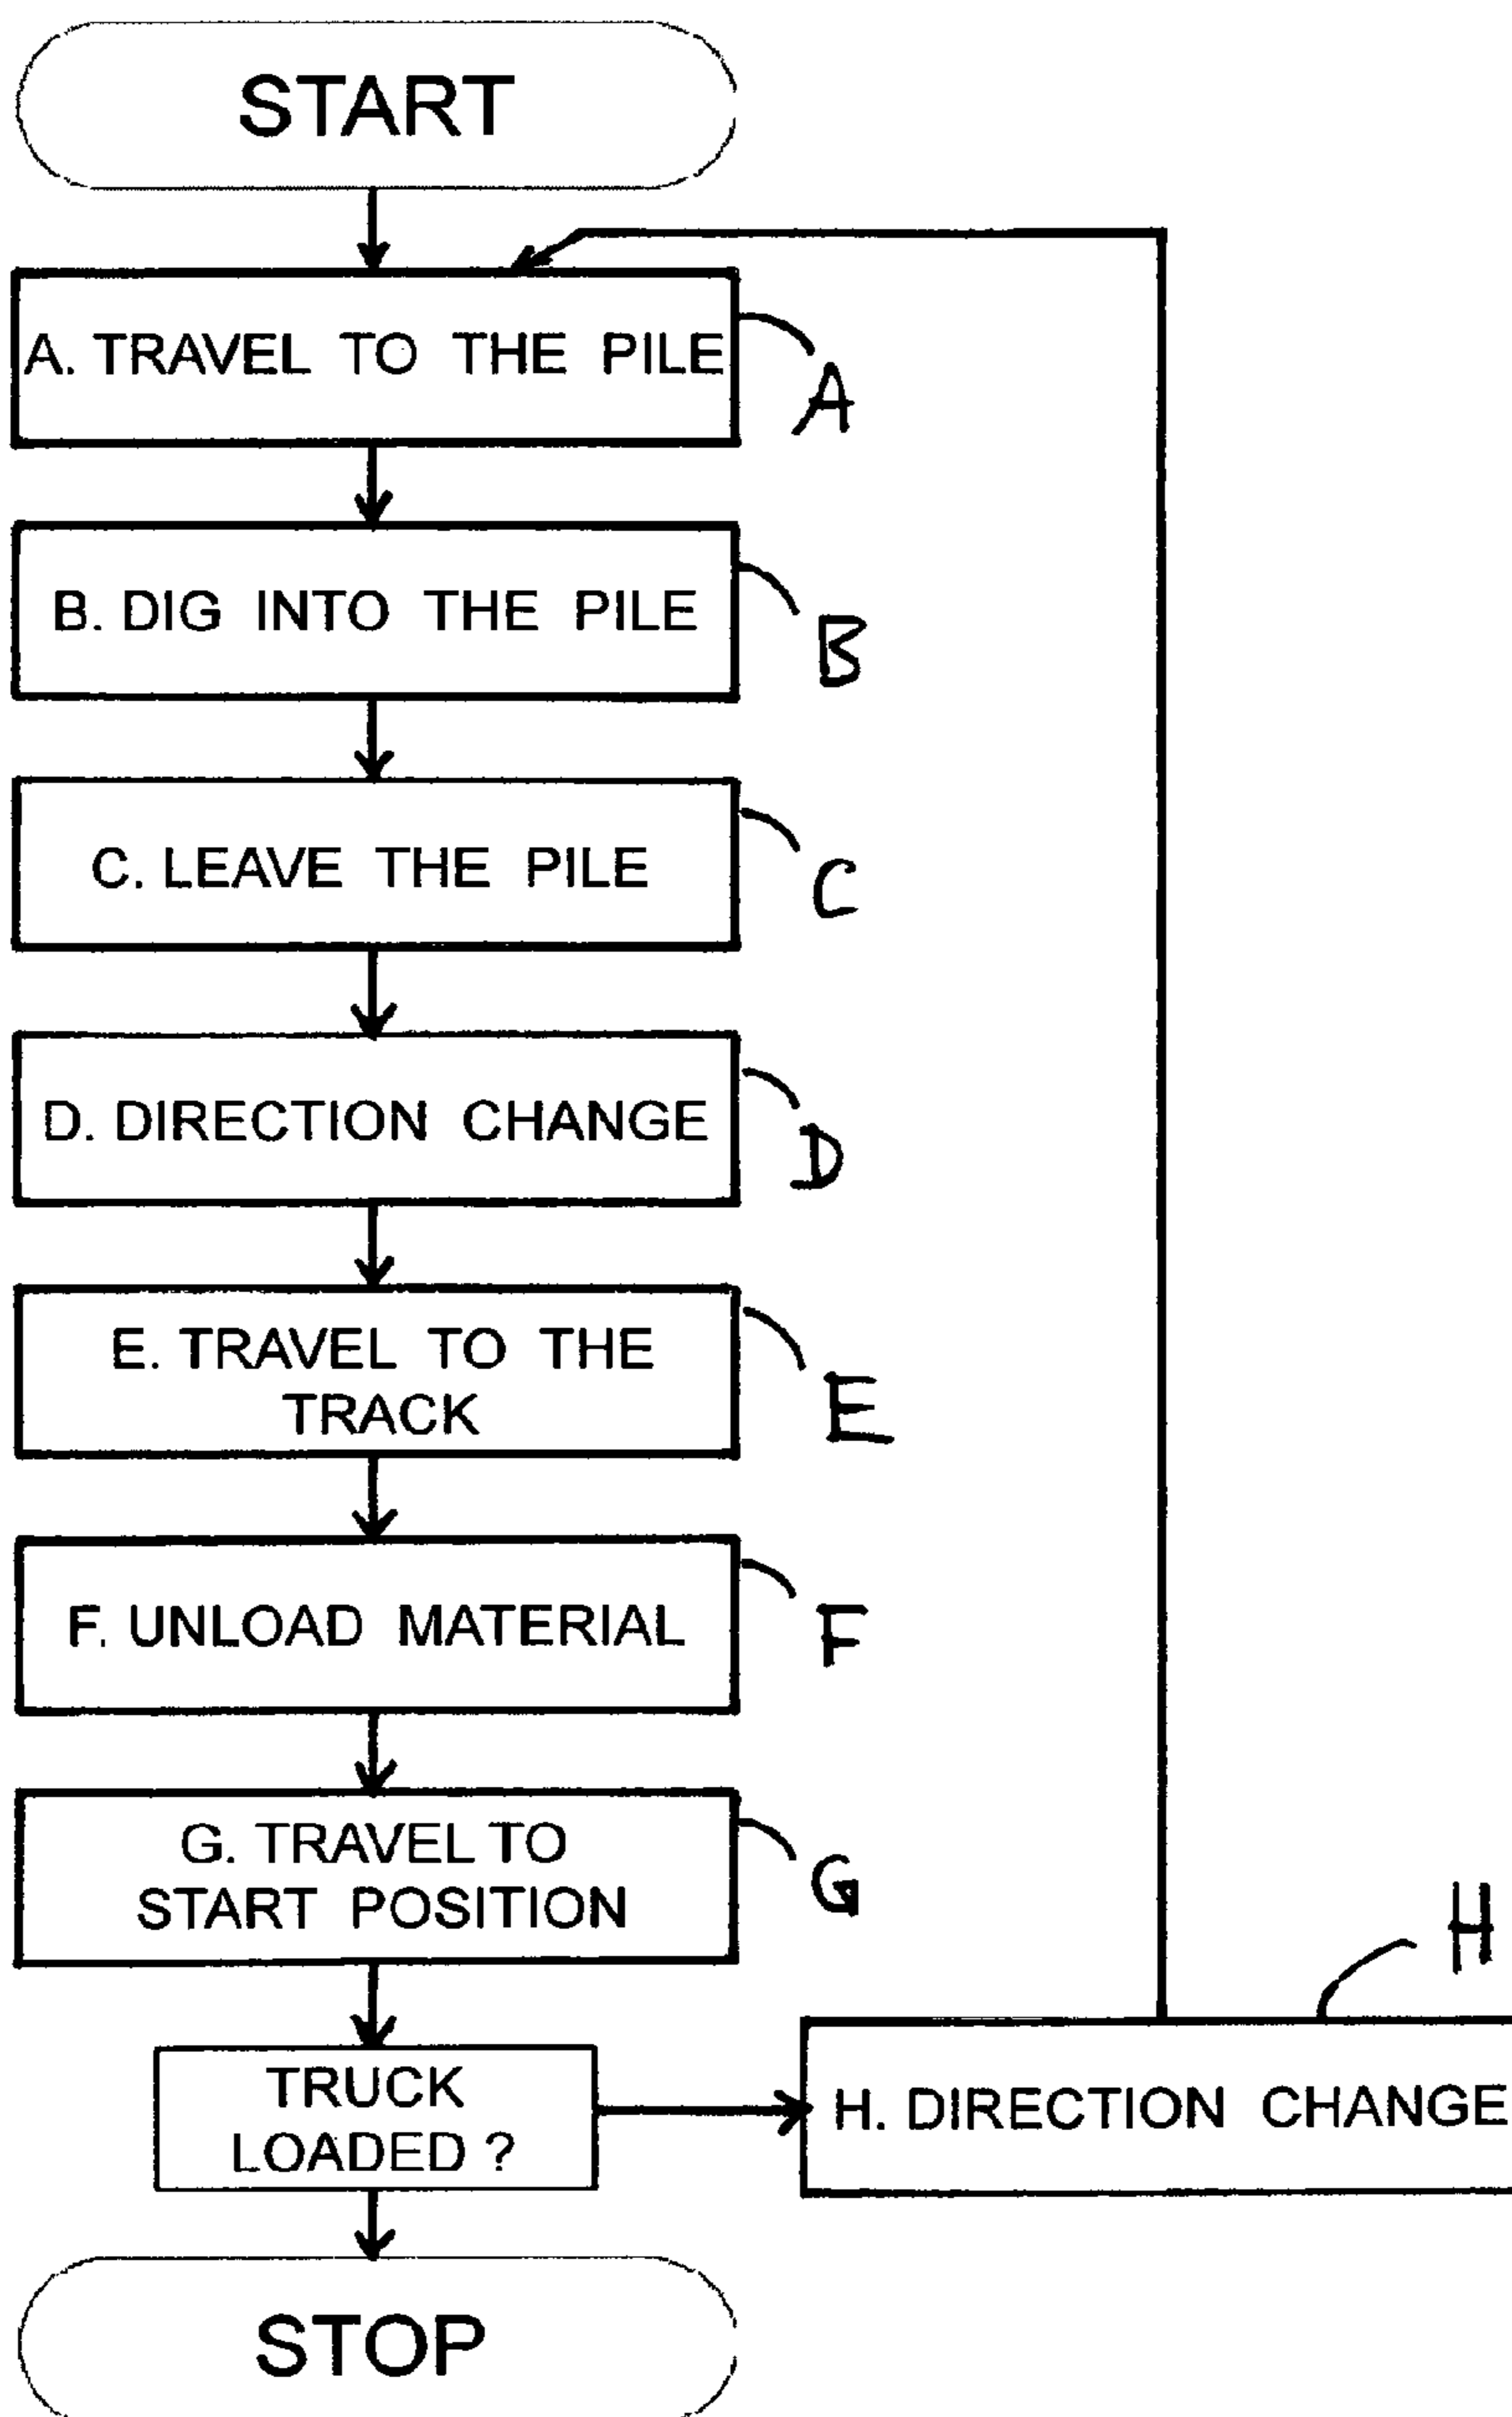 START
A. TRAVEL TO THE PILE
A
B. DIG INTO THE PILE
B
C. LEAVE THE PILE
C
D. DIRECTION CHANGE
D
E. TRAVEL TO THE
TRACK
E
F. UNLOAD MATERIAL
F
G. TRAVEL TO
START POSITION
G
TRUCK
LOADED ?
H
H. DIRECTION CHANGE
STOP